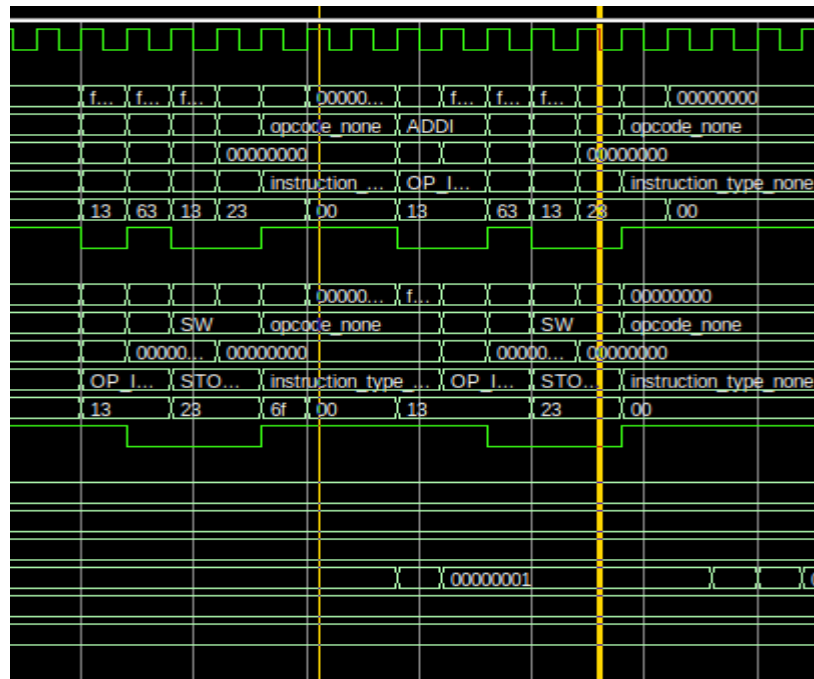 f... f... f... 00000... f... f... f... 00000000
opcode_none ADDI opcode_none
00000000 00000000
instruction_... OP_I... instruction_type_none
13 63 13 23 00 13 63 13 23 00
00000... f... 00000000
SW opcode_none SW opcode_none
00000... 00000000 00000... 00000000
OP_I... STO... instruction_type_... OP_I... STO... instruction_type_none
13 23 6f 00 13 23 00
00000001